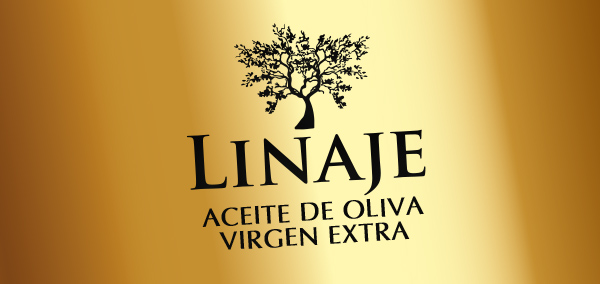 LINAJE
ACEITE DE OLIVA
VIRGEN EXTRA